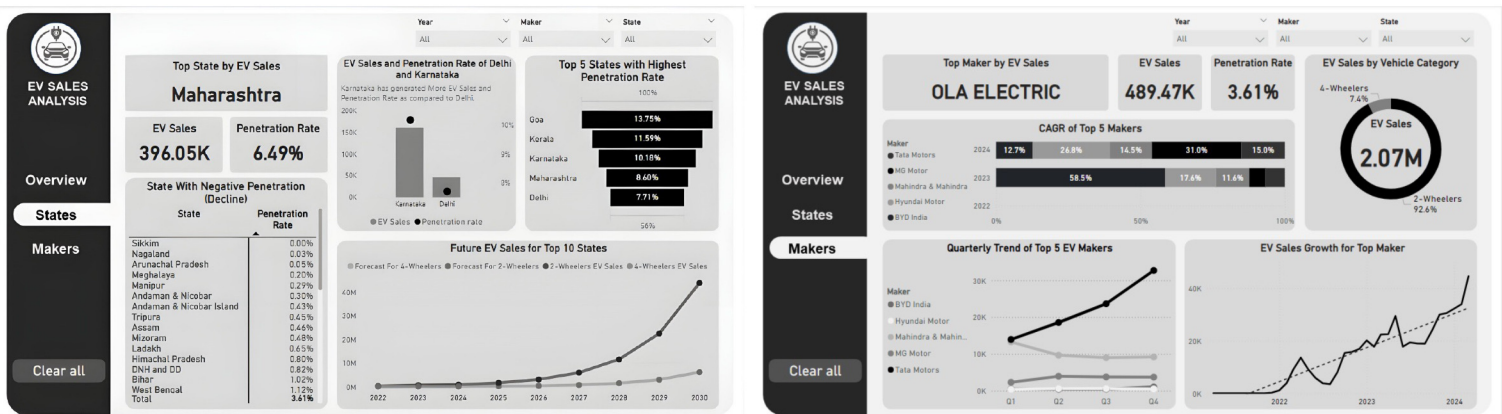 Year
Maker
State
All
All
All
EV SALES
ANALYSIS
Overview
States
Makers
Clear all
Top State by EV Sales
Maharashtra
EV Sales
396.05K
Penetration Rate
6.49%
State With Negative Penetration
(Decline)
State
Penetration
Rate
Sikkim 0.00%
Nagaland 0.03%
Arunachal Pradesh 0.05%
Meghalaya 0.20%
Manipur 0.29%
Andaman & Nicobar 0.30%
Andaman & Nicobar Island 0.43%
Tripura 0.45%
Assam 0.46%
Mizoram 0.48%
Ladakh 0.65%
Himachal Pradesh 0.80%
DNH and DD 0.82%
Bihar 1.02%
West Bengal 1.12%
Total 3.61%
EV Sales and Penetration Rate of Delhi
and Karnataka
Karnataka has generated More EV Sales and
Penetration Rate as compared to Delhi.
200K
150K
100K
50K
0K
10%
9%
8%
Karnataka
Delhi
EV Sales
Penetration rate
Top 5 States with Highest
Penetration Rate
100%
Goa 13.75%
Kerala 11.59%
Karnataka 10.18%
Maharashtra 8.60%
Delhi 7.71%
56%
Future EV Sales for Top 10 States
Forecast For 4-Wheelers
Forecast For 2-Wheelers
2-Wheelers EV Sales
4-Wheelers EV Sales
40M
30M
20M
10M
0M
2022 2023 2024 2025 2026 2027 2028 2029 2030
Year
Maker
State
All
All
All
EV SALES
ANALYSIS
Overview
States
Makers
Clear all
Top Maker by EV Sales
OLA ELECTRIC
EV Sales
489.47K
Penetration Rate
3.61%
EV Sales by Vehicle Category
4-Wheelers
7.4%
EV Sales
2.07M
2-Wheelers
92.6%
CAGR of Top 5 Makers
Maker
Tata Motors
MG Motor
Mahindra & Mahindra
Hyundai Motor
BYD India
2024 12.7% 26.8% 14.5% 31.0% 15.0%
2023 58.5% 17.6% 11.6%
2022
0% 50% 100%
Quarterly Trend of Top 5 EV Makers
Maker
BYD India
Hyundai Motor
Mahindra & Mahin...
MG Motor
Tata Motors
30K
20K
10K
0K
Q1 Q2 Q3 Q4
EV Sales Growth for Top Maker
40K
20K
0K
2022 2023 2024